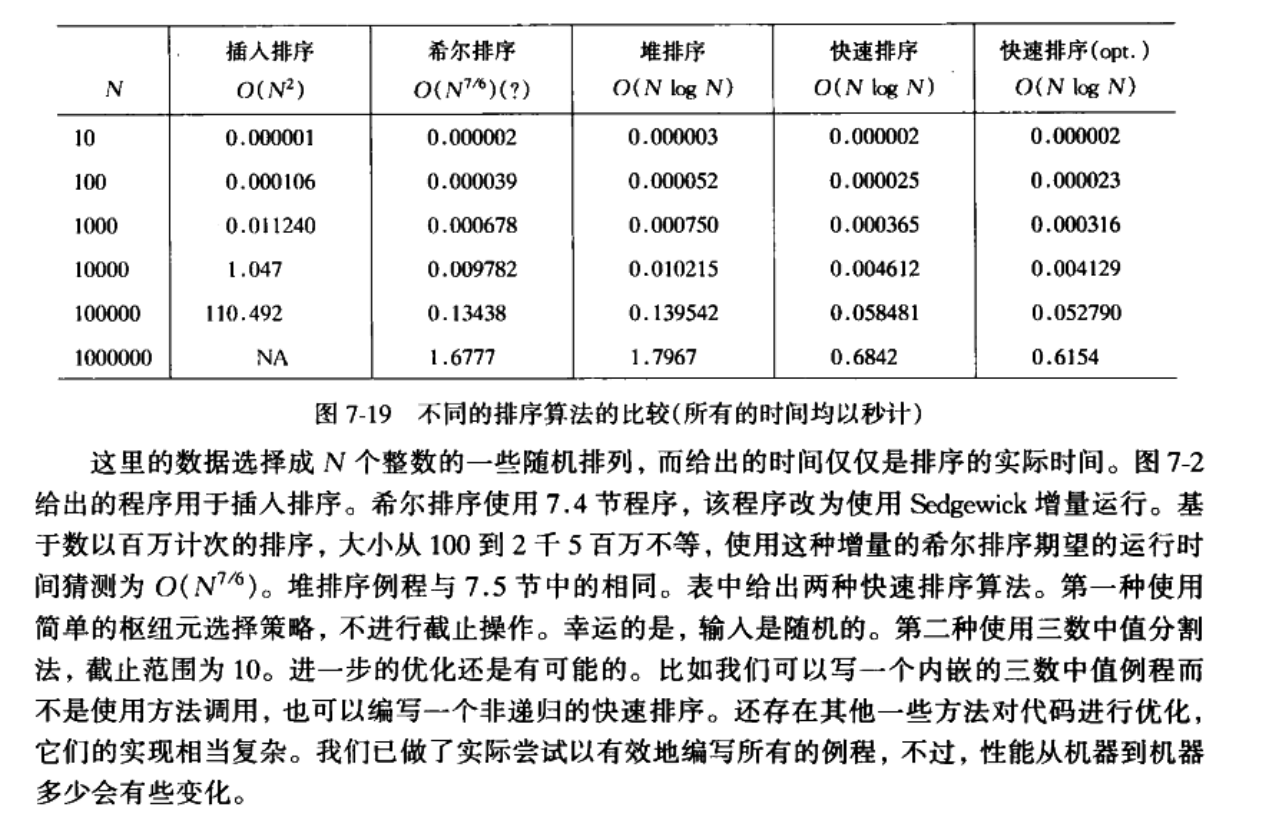 插入排序 希尔排序 堆排序 快速排序 快速排序(opt.)
N O(N²) O(N^{7/6})(?) O(N log N) O(N log N) O(N log N)
10 0.000001 0.000002 0.000003 0.000002 0.000002
100 0.000106 0.000039 0.000052 0.000025 0.000023
1000 0.011240 0.000678 0.000750 0.000365 0.000316
10000 1.047 0.009782 0.010215 0.004612 0.004129
100000 110.492 0.13438 0.139542 0.058481 0.052790
1000000 NA 1.6777 1.7967 0.6842 0.6154
图 7-19 不同的排序算法的比较(所有的时间均以秒计)
这里的数据选择成 N 个整数的一些随机排列，而给出的时间仅仅是排序的实际时间。图 7-2
给出的程序用于插入排序。希尔排序使用 7.4 节程序，该程序改为使用 Sedgewick 增量运行。基
于数以百万计次的排序，大小从 100 到 2 千 5 百万不等，使用这种增量的希尔排序期望的运行时
间猜测为 O(N^{7/6})。堆排序例程与 7.5 节中的相同。表中给出两种快速排序算法。第一种使用
简单的枢纽元选择策略，不进行截止操作。幸运的是，输入是随机的。第二种使用三数中值分割
法，截止范围为 10。进一步的优化还是有可能的。比如我们可以写一个内嵌的三数中值例程而
不是使用方法调用，也可以编写一个非递归的快速排序。还存在其他一些方法对代码进行优化，
它们的实现相当复杂。我们已做了实际尝试以有效地编写所有的例程，不过，性能从机器到机器
多少会有些变化。